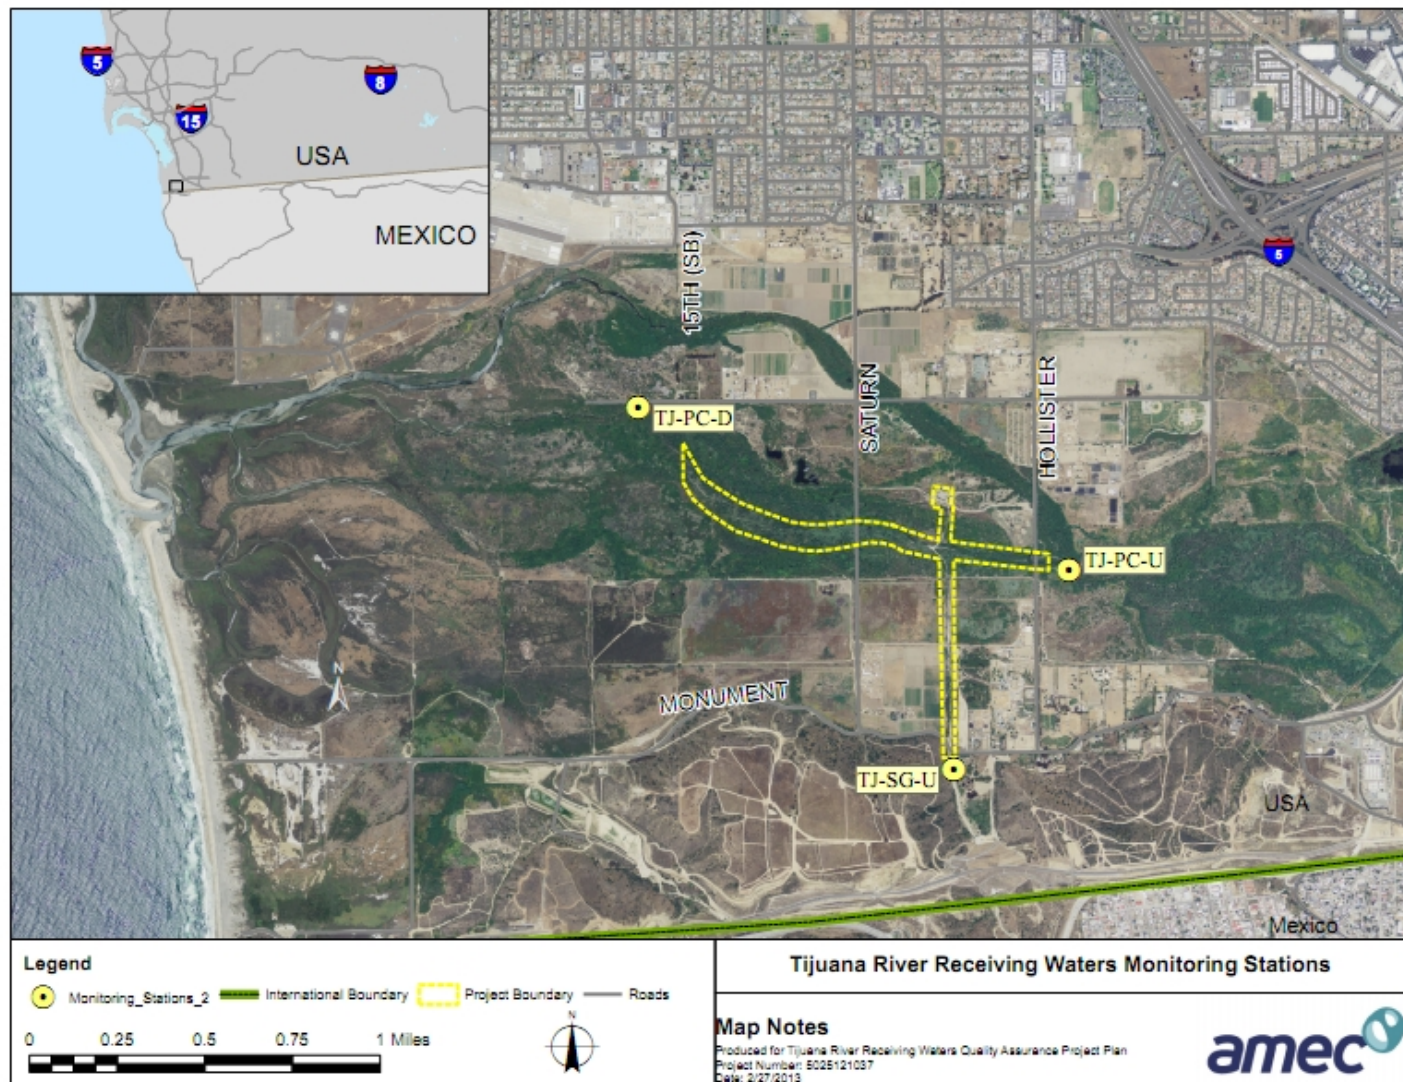 5
8
15
USA
MEXICO
15TH (SB)
SATURN
HOLLISTER
5
TJ-PC-D
TJ-PC-U
MONUMENT
TJ-SG-U
N
USA
Mexico
Legend
Monitoring_Stations_2 International Boundary Project Boundary Roads
0 0.25 0.5 0.75 1 Miles
N
Tijuana River Receiving Waters Monitoring Stations
Map Notes
Produced for Tijuana River Receiving Waters Quality Assurance Project Plan
Project Number: 5025121037
Date: 2/27/2013
amec